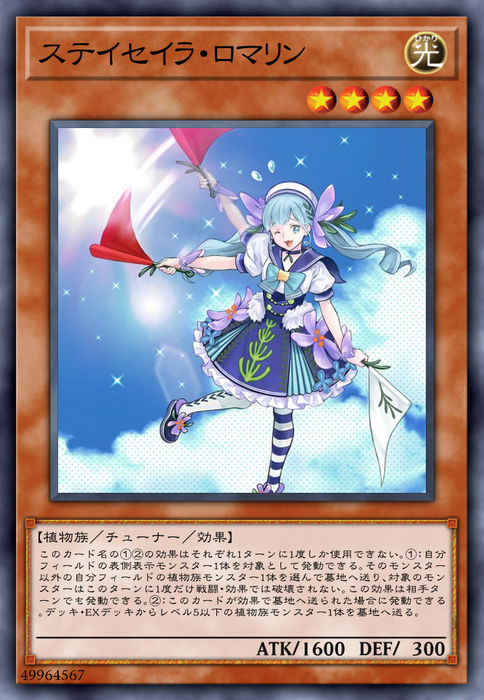 ステイセイラ・ロマリン
ひかり
光
【植物族／チューナー／効果】
このカード名の①②の効果はそれぞれ1ターンに1度しか使用できない。①：自分
フィールドの表側表示モンスター1体を対象として発動できる。そのモンスター
以外の自分フィールドの植物族モンスター1体を選んで墓地へ送り、対象のモンス
ターはこのターンに1度だけ戦闘・効果では破壊されない。この効果は相手ター
ンでも発動できる。②：このカードが効果で墓地へ送られた場合に発動できる。
デッキ・EXデッキからレベル5以下の植物族モンスター1体を墓地へ送る。
ATK/1600 DEF/ 300
49964567